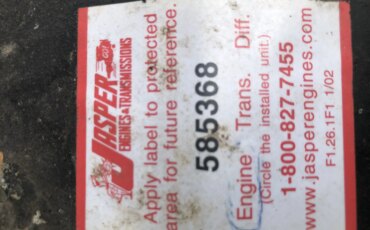 JASPER
GO!
ENGINES & TRANSMISSIONS
Apply label to protected
area for future reference.
585368
Engine Trans. Diff.
(Circle the installed unit.)
1-800-827-7455
www.jasperengines.com
F1.26.1F1 1/02